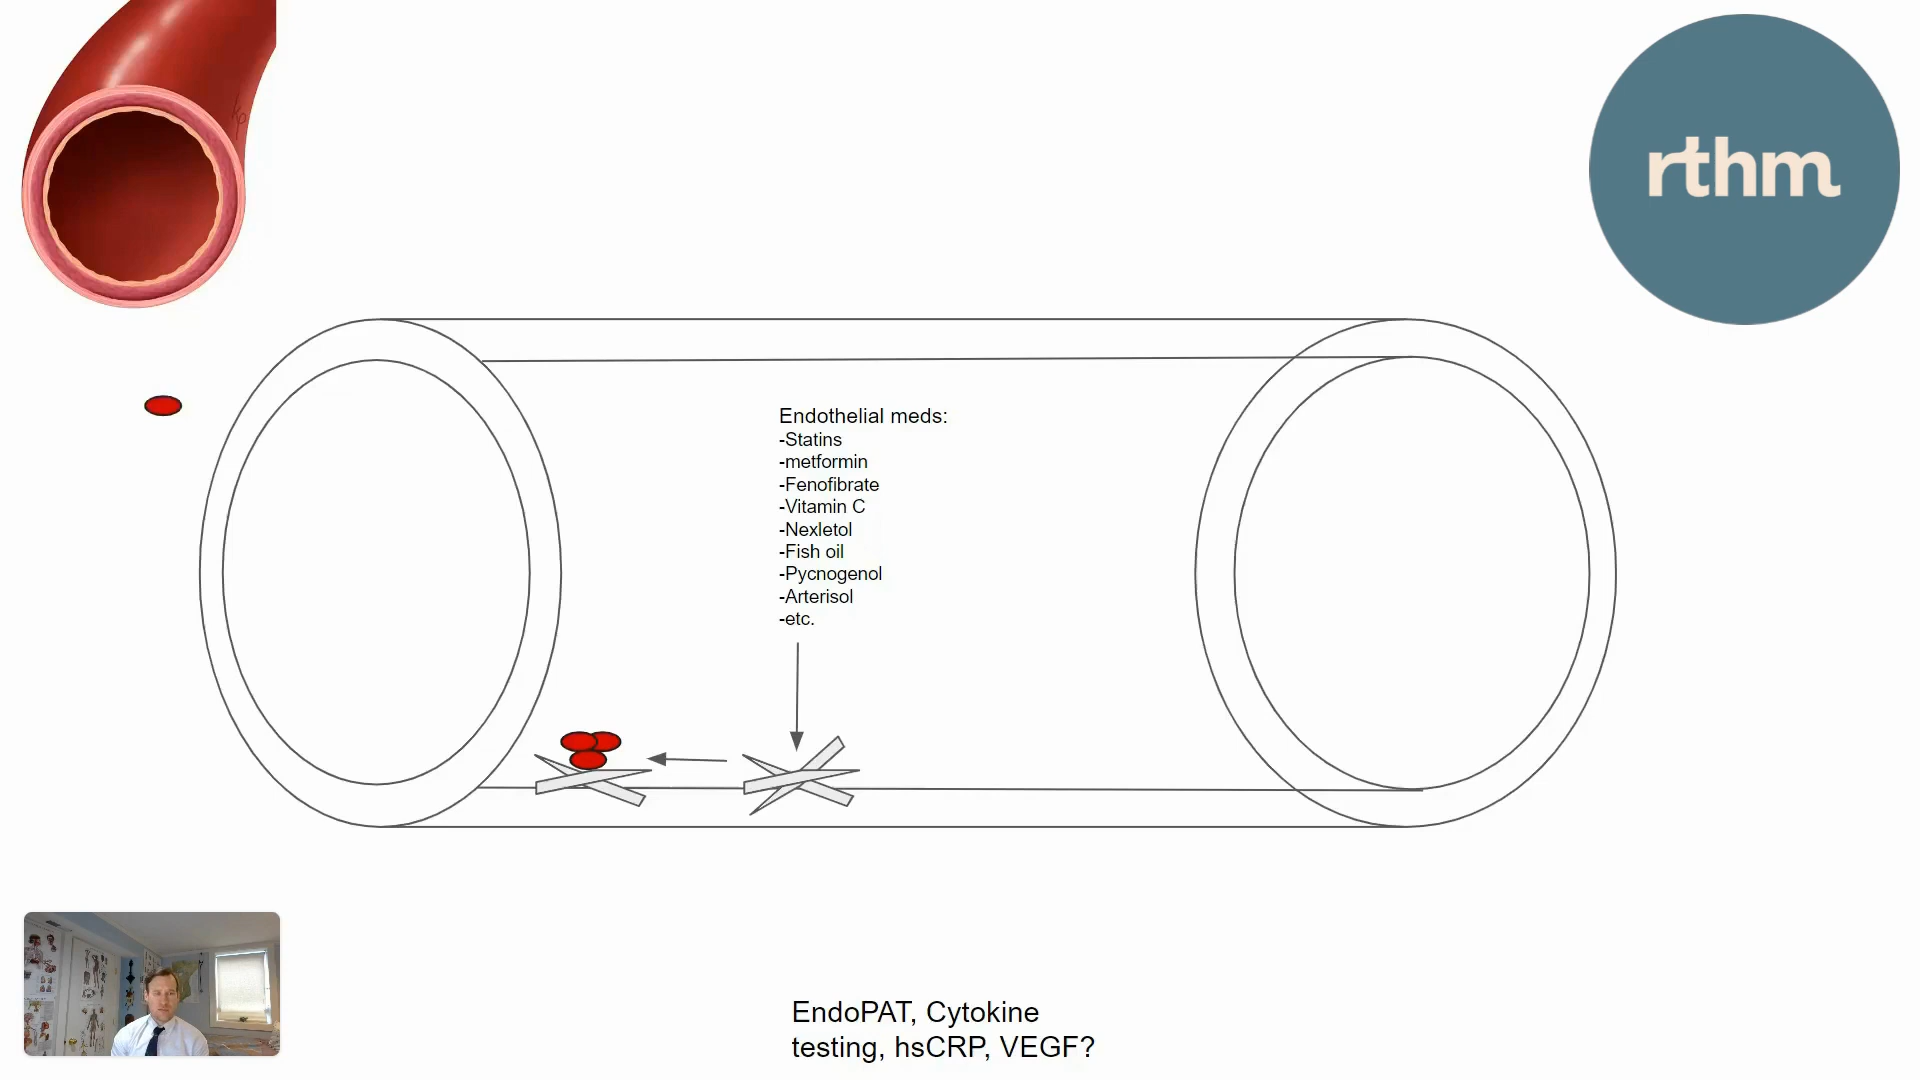 rthm
Endothelial meds:
-Statins
-metformin
-Fenofibrate
-Vitamin C
-Nexletol
-Fish oil
-Pycnogenol
-Arterisol
-etc.
EndoPAT, Cytokine
testing, hsCRP, VEGF?